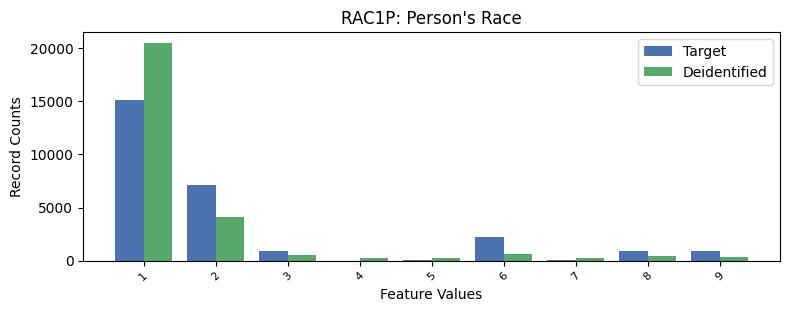 RAC1P: Person's Race
Target
Deidentified
Record Counts
20000
15000
10000
5000
0
1 2 3 4 5 6 7 8 9
Feature Values